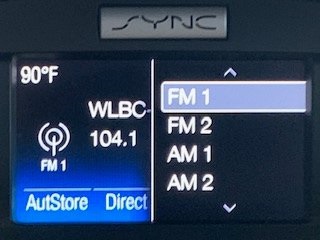 SYNC
90°F
WLBC-
104.1
FM 1
AutStore Direct
FM 1
FM 2
AM 1
AM 2